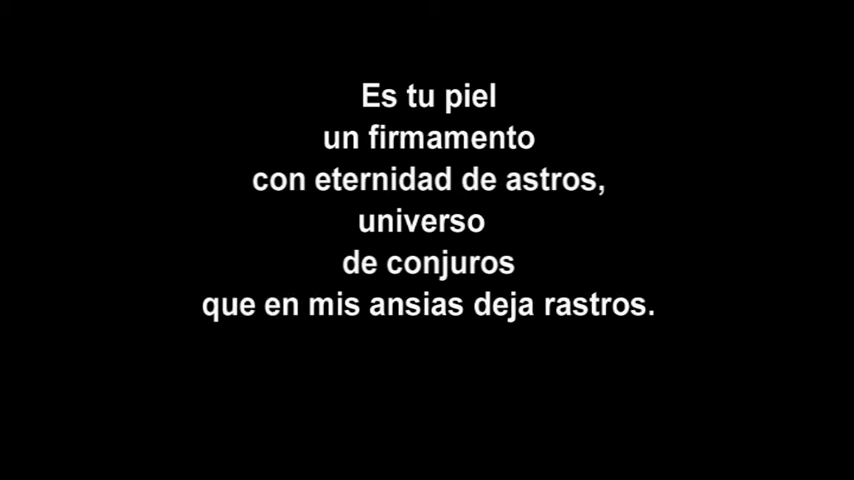 Es tu piel
un firmamento
con eternidad de astros,
universo
de conjuros
que en mis ansias deja rastros.